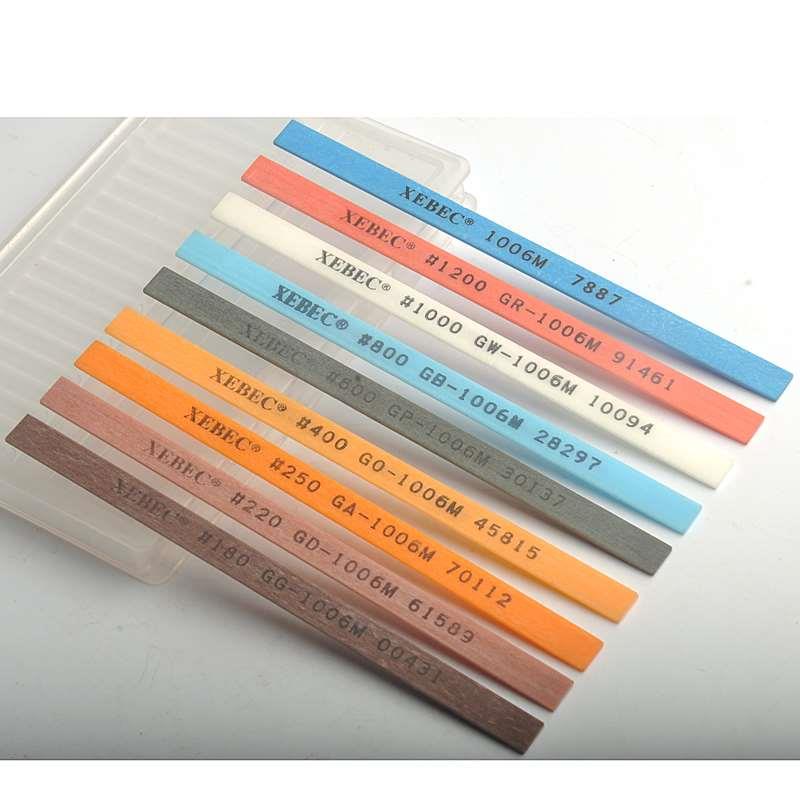 XEBEC® 1006M 7887
XEBEC® #1200 GR-1006M 91461
XEBEC® #1000 GW-1006M 10094
XEBEC® #800 GB-1006M 28297
XEBEC® #600 GP-1006M 30137
XEBEC® #400 GO-1006M 45815
XEBEC® #250 GA-1006M 70112
XEBEC® #220 GD-1006M 61589
XEBEC® #180 GG-1006M 00431